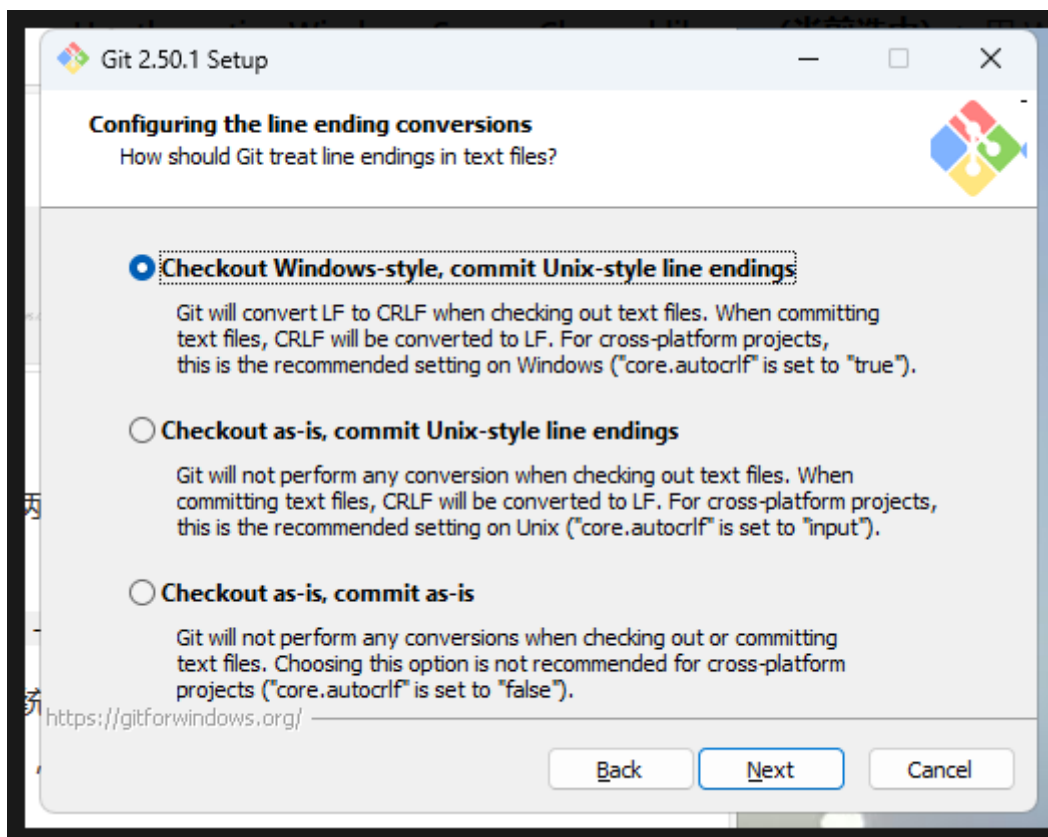 Git 2.50.1 Setup
Configuring the line ending conversions
How should Git treat line endings in text files?
Checkout Windows-style, commit Unix-style line endings
Git will convert LF to CRLF when checking out text files. When committing
text files, CRLF will be converted to LF. For cross-platform projects,
this is the recommended setting on Windows ("core.autocrlf" is set to "true").
Checkout as-is, commit Unix-style line endings
Git will not perform any conversion when checking out text files. When
committing text files, CRLF will be converted to LF. For cross-platform projects,
this is the recommended setting on Unix ("core.autocrlf" is set to "input").
Checkout as-is, commit as-is
Git will not perform any conversions when checking out or committing
text files. Choosing this option is not recommended for cross-platform
projects ("core.autocrlf" is set to "false").
https://gitforwindows.org/
Back
Next
Cancel